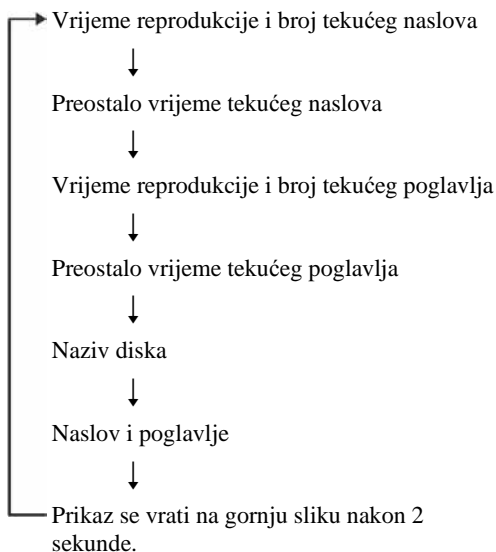 Vrijeme reprodukcije i broj tekućeg naslova
Preostalo vrijeme tekućeg naslova
Vrijeme reprodukcije i broj tekućeg poglavlja
Preostalo vrijeme tekućeg poglavlja
Naziv diska
Naslov i poglavlje
Prikaz se vrati na gornju sliku nakon 2
sekunde.